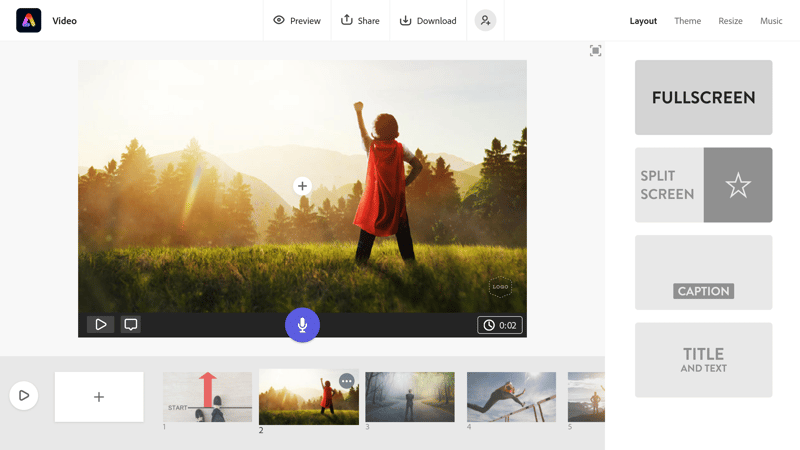 Video
Preview
Share
Download
Layout
Theme
Resize
Music
FULLSCREEN
SPLIT
SCREEN
CAPTION
TITLE
AND TEXT
LOGO
0:02
START
1
2
3
4
5